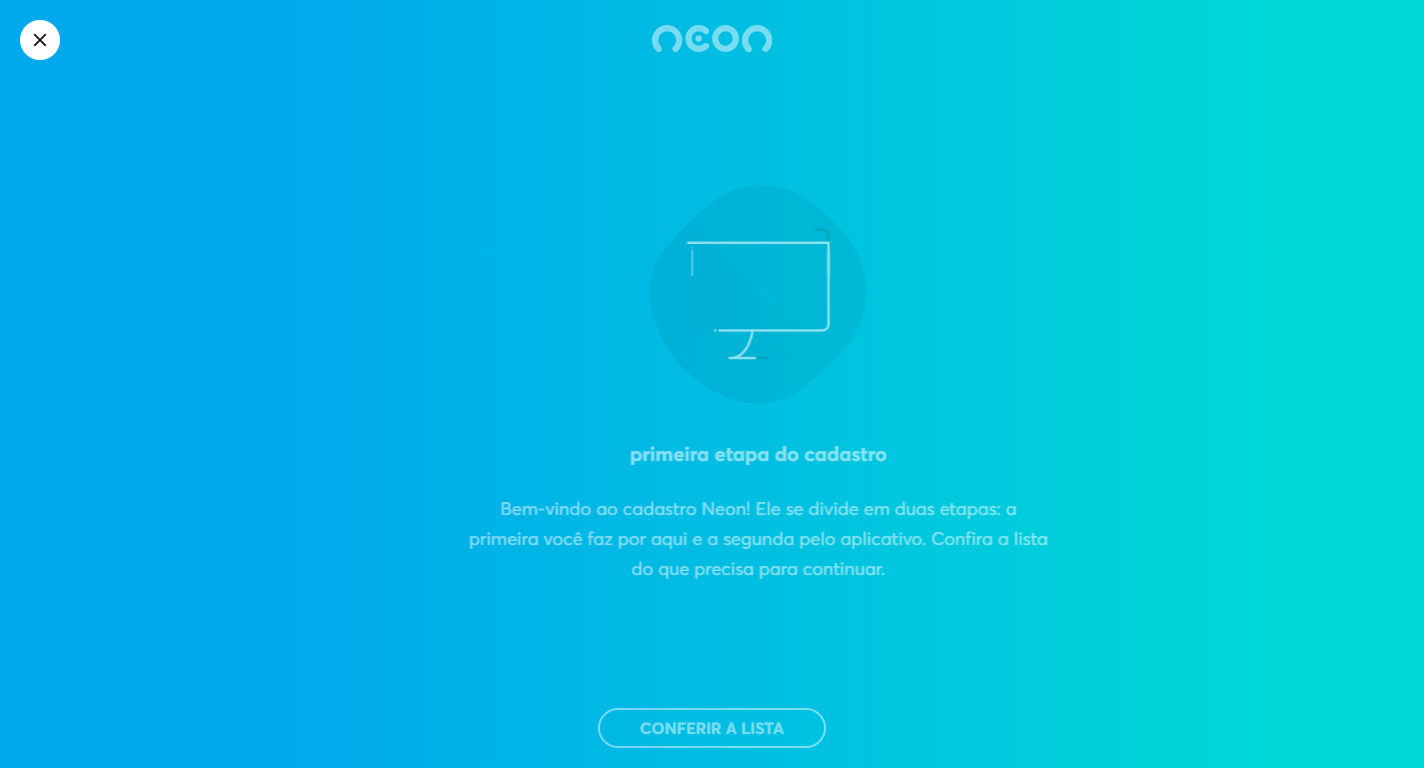 neon
primeira etapa do cadastro
Bem-vindo ao cadastro Neon! Ele se divide em duas etapas: a
primeira você faz por aqui e a segunda pelo aplicativo. Confira a lista
do que precisa para continuar.
CONFERIR A LISTA